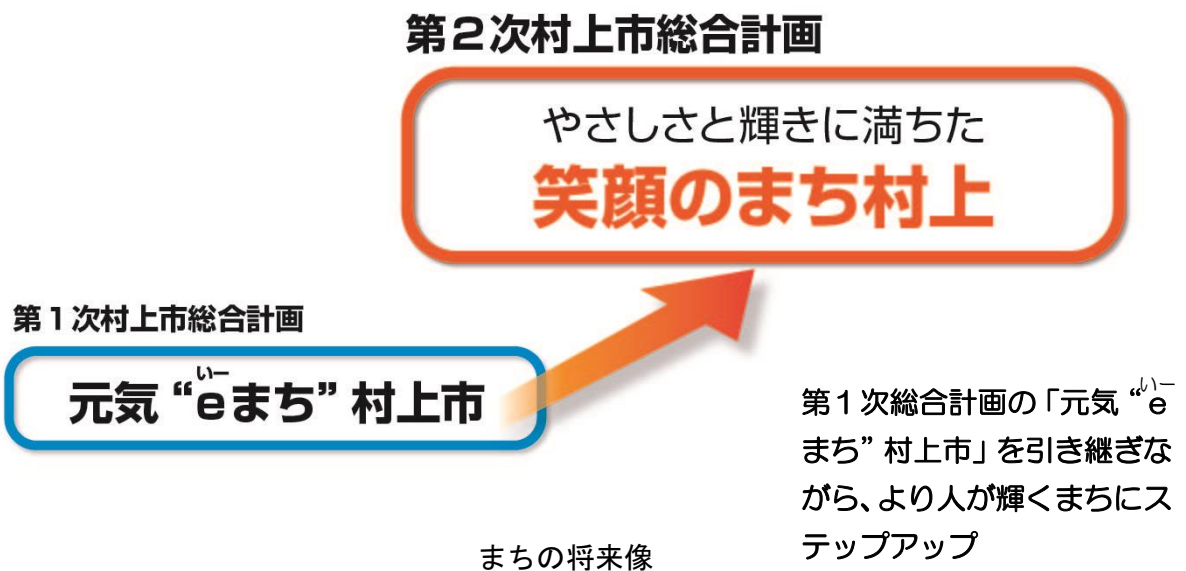 第２次村上市総合計画
やさしさと輝きに満ちた
笑顔のまち村上
第１次村上市総合計画
いー
元気“eまち”村上市
いー
第１次総合計画の「元気“e
まち”村上市」を引き継ぎな
がら、より人が輝くまちにス
テップアップ
まちの将来像